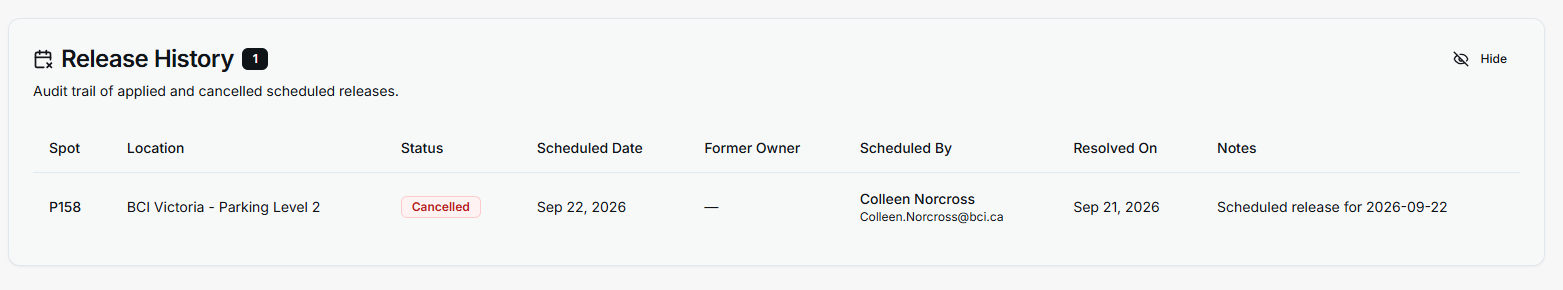 Release History 1
Hide
Audit trail of applied and cancelled scheduled releases.
Spot Location Status Scheduled Date Former Owner Scheduled By Resolved On Notes
P158 BCI Victoria - Parking Level 2 Cancelled Sep 22, 2026 — Colleen Norcross Sep 21, 2026 Scheduled release for 2026-09-22
Colleen.Norcross@bci.ca